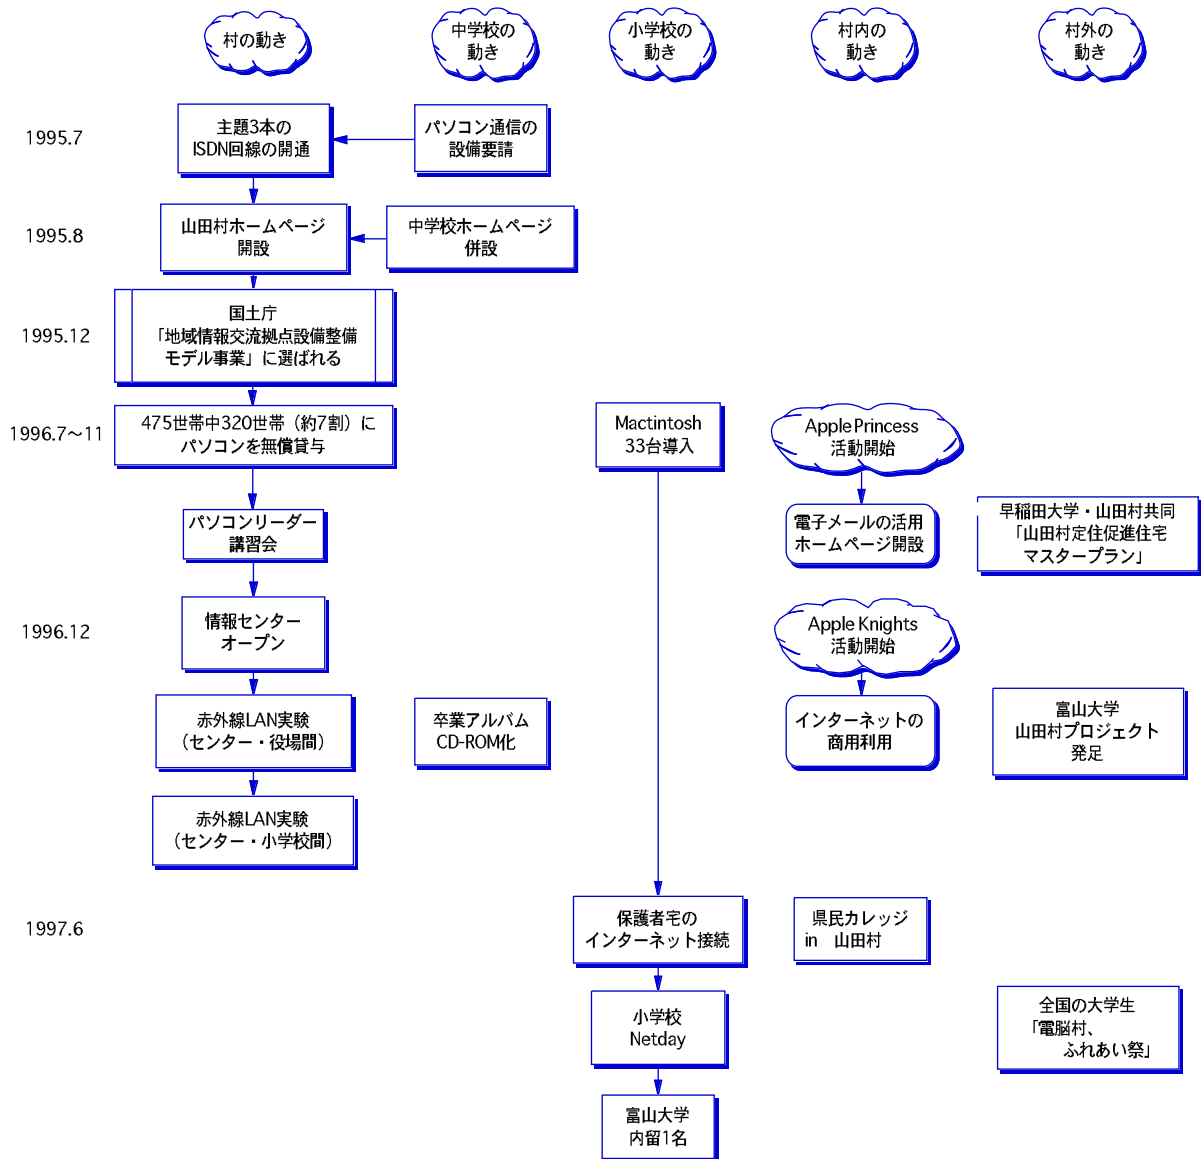 村の動き
中学校の
動き
小学校の
動き
村内の
動き
村外の
動き
1995.7
主題3本の
ISDN回線の開通
パソコン通信の
設備要請
1995.8
山田村ホームページ
開設
中学校ホームページ
併設
1995.12
国土庁
「地域情報交流拠点設備整備
モデル事業」に選ばれる
1996.7〜11
475世帯中320世帯（約7割）に
パソコンを無償貸与
Mactintosh
33台導入
Apple Princess
活動開始
パソコンリーダー
講習会
電子メールの活用
ホームページ開設
早稲田大学・山田村共同
「山田村定住促進住宅
マスタープラン」
1996.12
情報センター
オープン
Apple Knights
活動開始
赤外線LAN実験
（センター・役場間）
卒業アルバム
CD-ROM化
インターネットの
商用利用
富山大学
山田村プロジェクト
発足
赤外線LAN実験
（センター・小学校間）
1997.6
保護者宅の
インターネット接続
県民カレッジ
in　山田村
小学校
Netday
全国の大学生
「電脳村、
ふれあい祭」
富山大学
内留1名